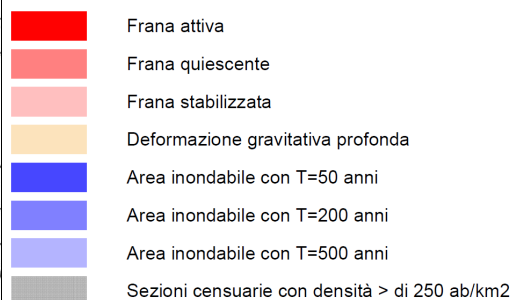 Frana attiva
Frana quiescente
Frana stabilizzata
Deformazione gravitativa profonda
Area inondabile con T=50 anni
Area inondabile con T=200 anni
Area inondabile con T=500 anni
Sezioni censuarie con densità > di 250 ab/km2